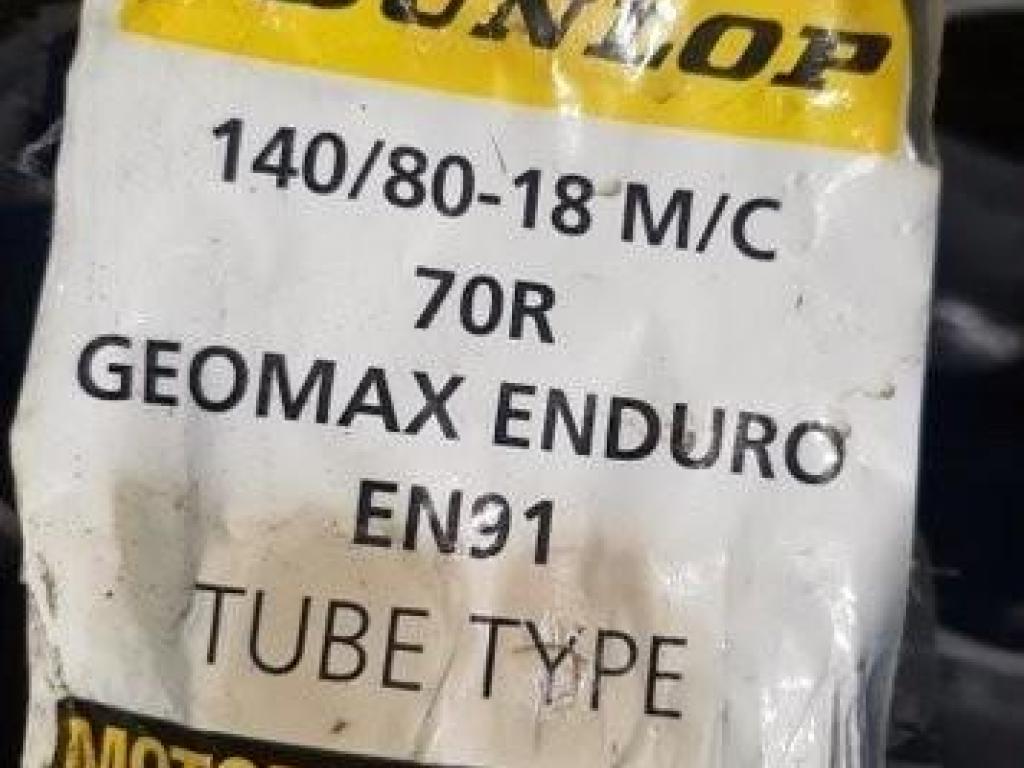 DUNLOP
140/80-18 M/C
70R
GEOMAX ENDURO
EN91
TUBE TYPE